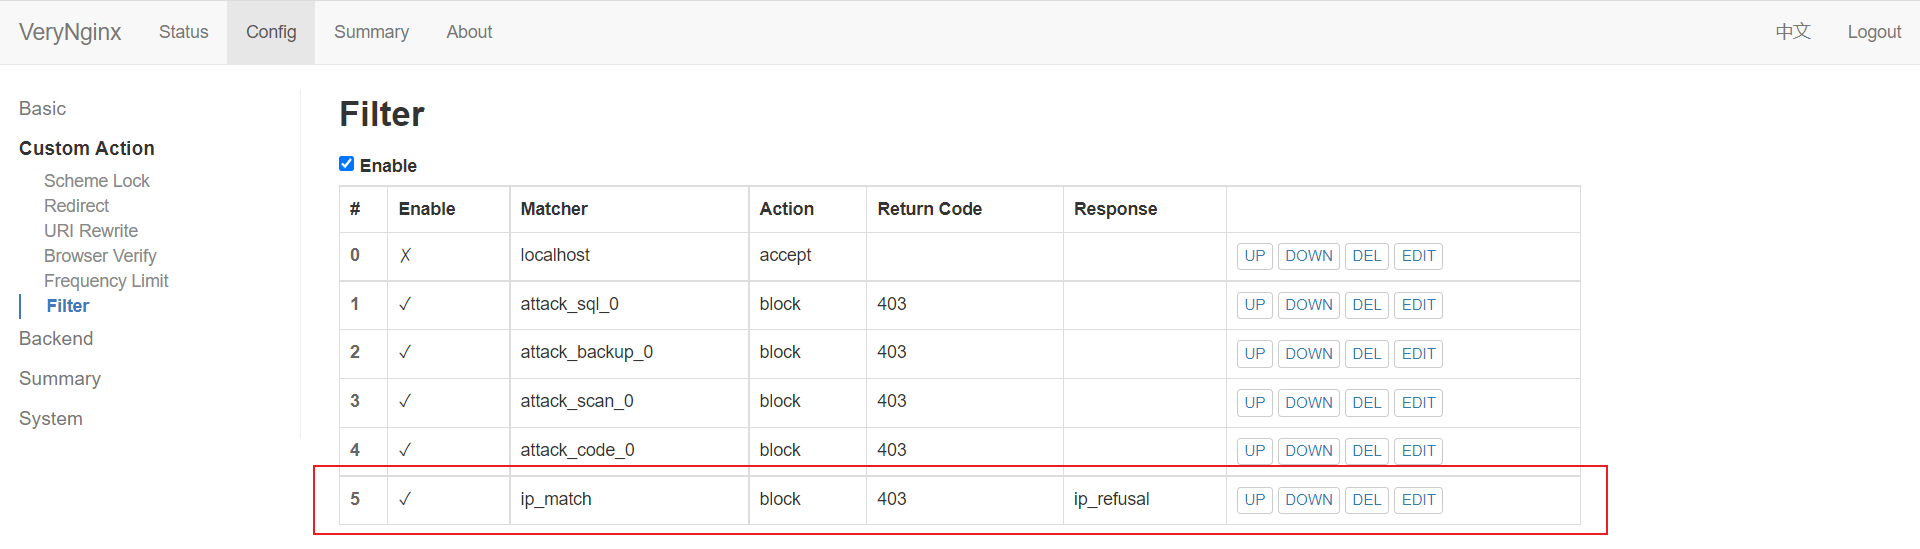 VeryNginx Status Config Summary About 中文 Logout
Basic
Custom Action
Scheme Lock
Redirect
URI Rewrite
Browser Verify
Frequency Limit
Filter
Backend
Summary
System
Filter
Enable
# Enable Matcher Action Return Code Response
0 ✗ localhost accept UP DOWN DEL EDIT
1 ✓ attack_sql_0 block 403 UP DOWN DEL EDIT
2 ✓ attack_backup_0 block 403 UP DOWN DEL EDIT
3 ✓ attack_scan_0 block 403 UP DOWN DEL EDIT
4 ✓ attack_code_0 block 403 UP DOWN DEL EDIT
5 ✓ ip_match block 403 ip_refusal UP DOWN DEL EDIT